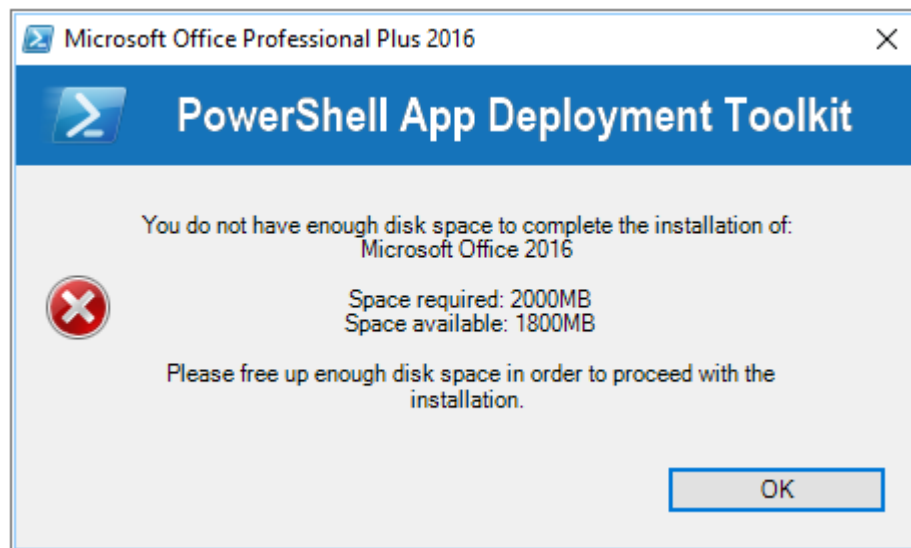 Microsoft Office Professional Plus 2016
PowerShell App Deployment Toolkit
You do not have enough disk space to complete the installation of:
Microsoft Office 2016
Space required: 2000MB
Space available: 1800MB
Please free up enough disk space in order to proceed with the
installation.
OK